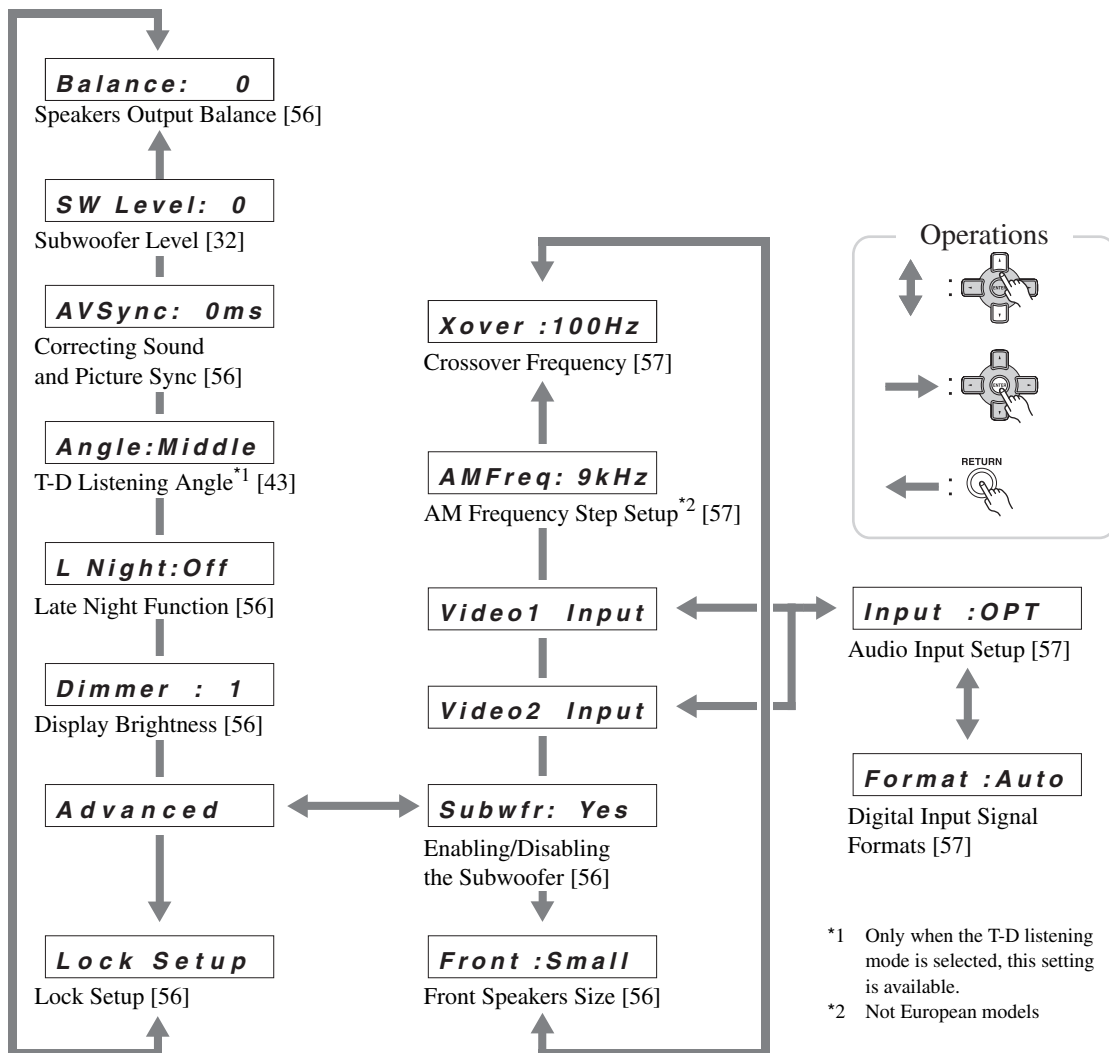 Balance: 0
Speakers Output Balance [56]
SW Level: 0
Subwoofer Level [32]
AVSync: 0ms
Correcting Sound
and Picture Sync [56]
Angle:Middle
T-D Listening Angle*1 [43]
L Night:Off
Late Night Function [56]
Dimmer : 1
Display Brightness [56]
Advanced
Lock Setup
Lock Setup [56]
Xover :100Hz
Crossover Frequency [57]
AMFreq: 9kHz
AM Frequency Step Setup*2 [57]
Video1 Input
Video2 Input
Subwfr: Yes
Enabling/Disabling
the Subwoofer [56]
Front :Small
Front Speakers Size [56]
Operations
:
ENTER
:
ENTER
RETURN
:
Input :OPT
Audio Input Setup [57]
Format :Auto
Digital Input Signal
Formats [57]
*1 Only when the T-D listening
mode is selected, this setting
is available.
*2 Not European models